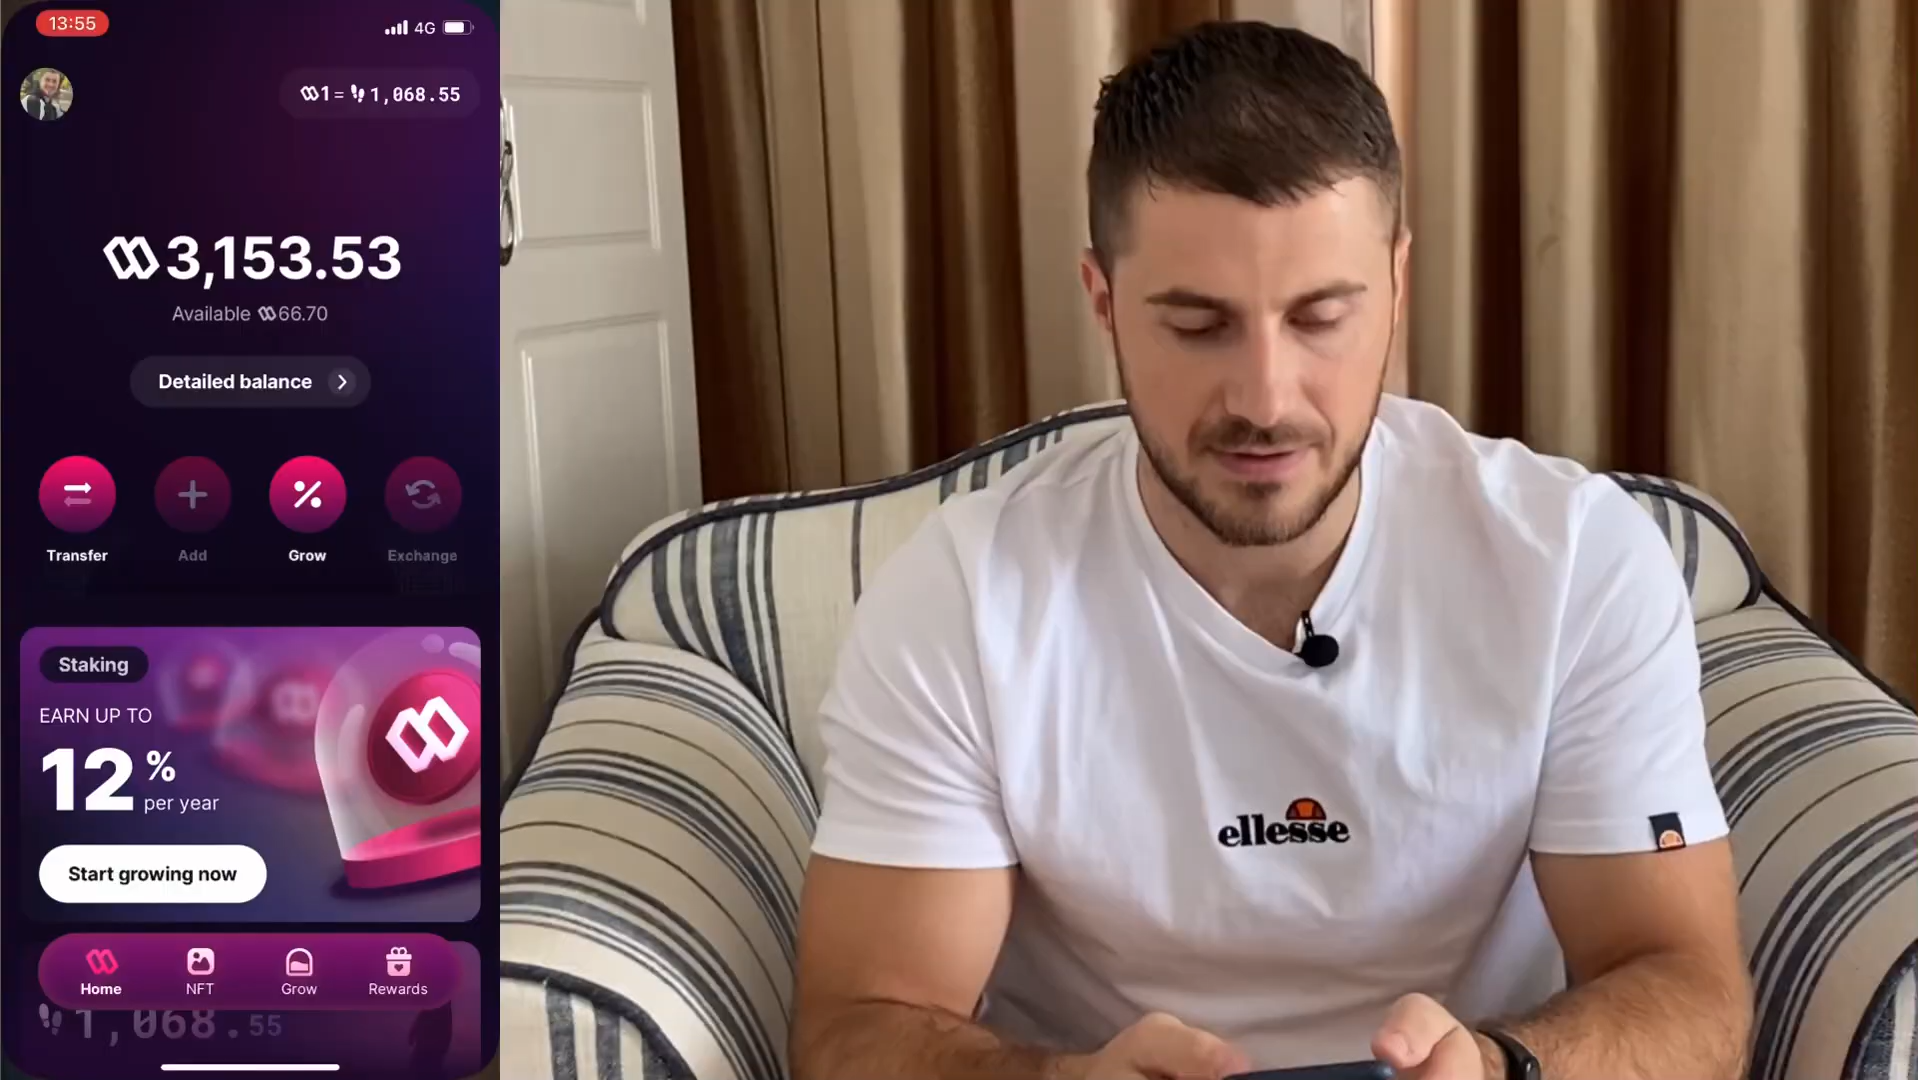 13:55
4G
1= 1,068.55
3,153.53
Available 66.70
Detailed balance
Transfer
Add
Grow
Exchange
Staking
EARN UP TO
12%
per year
Start growing now
Home
NFT
Grow
Rewards
1,068.55
ellesse